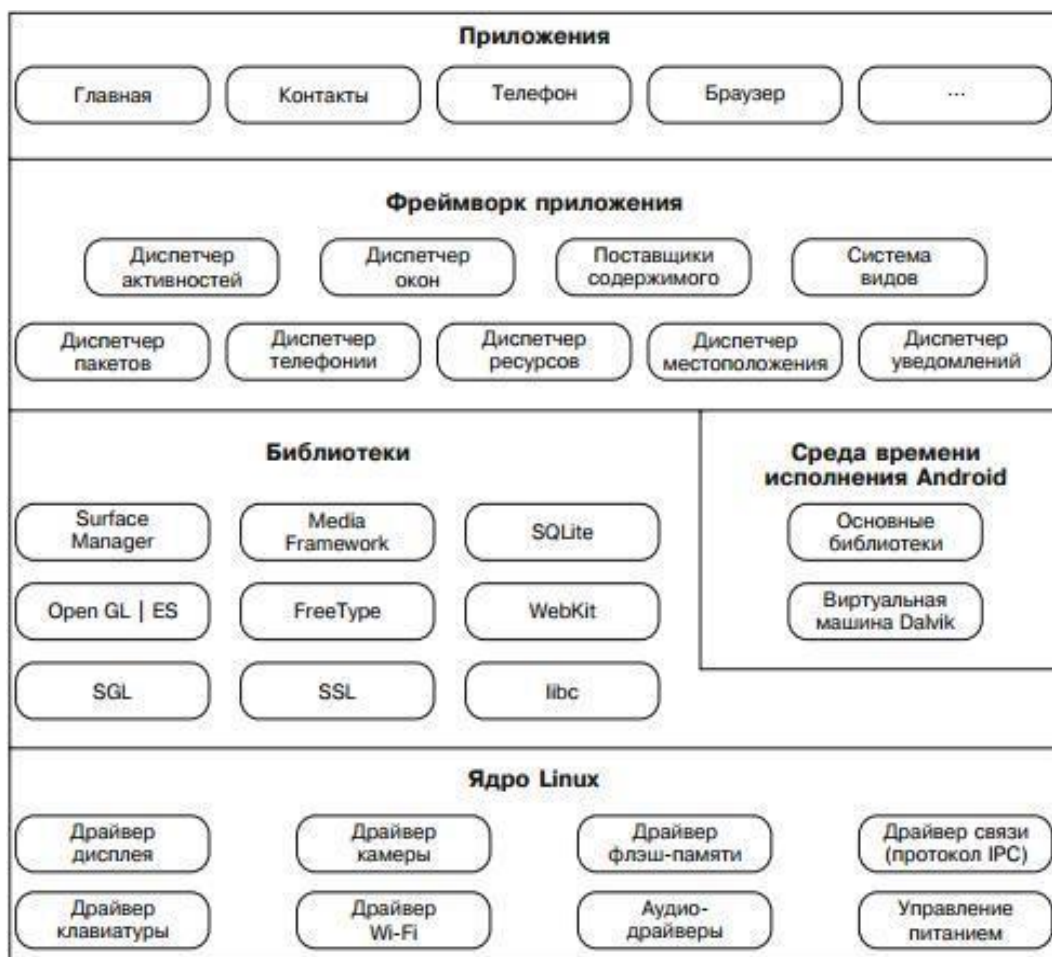 Приложения
Главная
Контакты
Телефон
Браузер
...
Фреймворк приложения
Диспетчер
активностей
Диспетчер
окон
Поставщики
содержимого
Система
видов
Диспетчер
пакетов
Диспетчер
телефонии
Диспетчер
ресурсов
Диспетчер
местоположения
Диспетчер
уведомлений
Библиотеки
Surface
Manager
Media
Framework
SQLite
Open GL | ES
FreeType
WebKit
SGL
SSL
libc
Среда времени
исполнения Android
Основные
библиотеки
Виртуальная
машина Dalvik
Ядро Linux
Драйвер
дисплея
Драйвер
камеры
Драйвер
флэш-памяти
Драйвер связи
(протокол IPC)
Драйвер
клавиатуры
Драйвер
Wi-Fi
Аудио-
драйверы
Управление
питанием